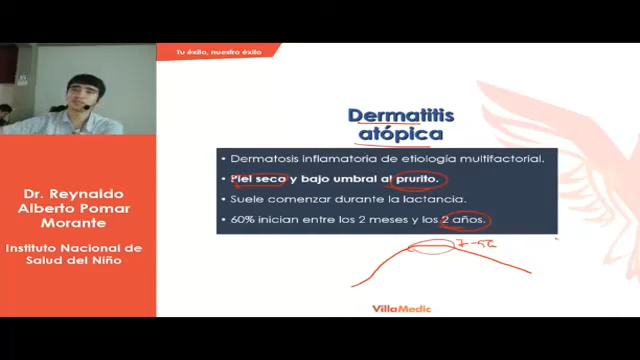 Tu éxito, nuestro éxito
Dermatitis
atópica
• Dermatosis inflamatoria de etiología multifactorial.
• Piel seca y bajo umbral al prurito.
• Suele comenzar durante la lactancia.
• 60% inician entre los 2 meses y los 2 años.
Dr. Reynaldo
Alberto Pomar
Morante
Instituto Nacional de
Salud del Niño
VillaMedic